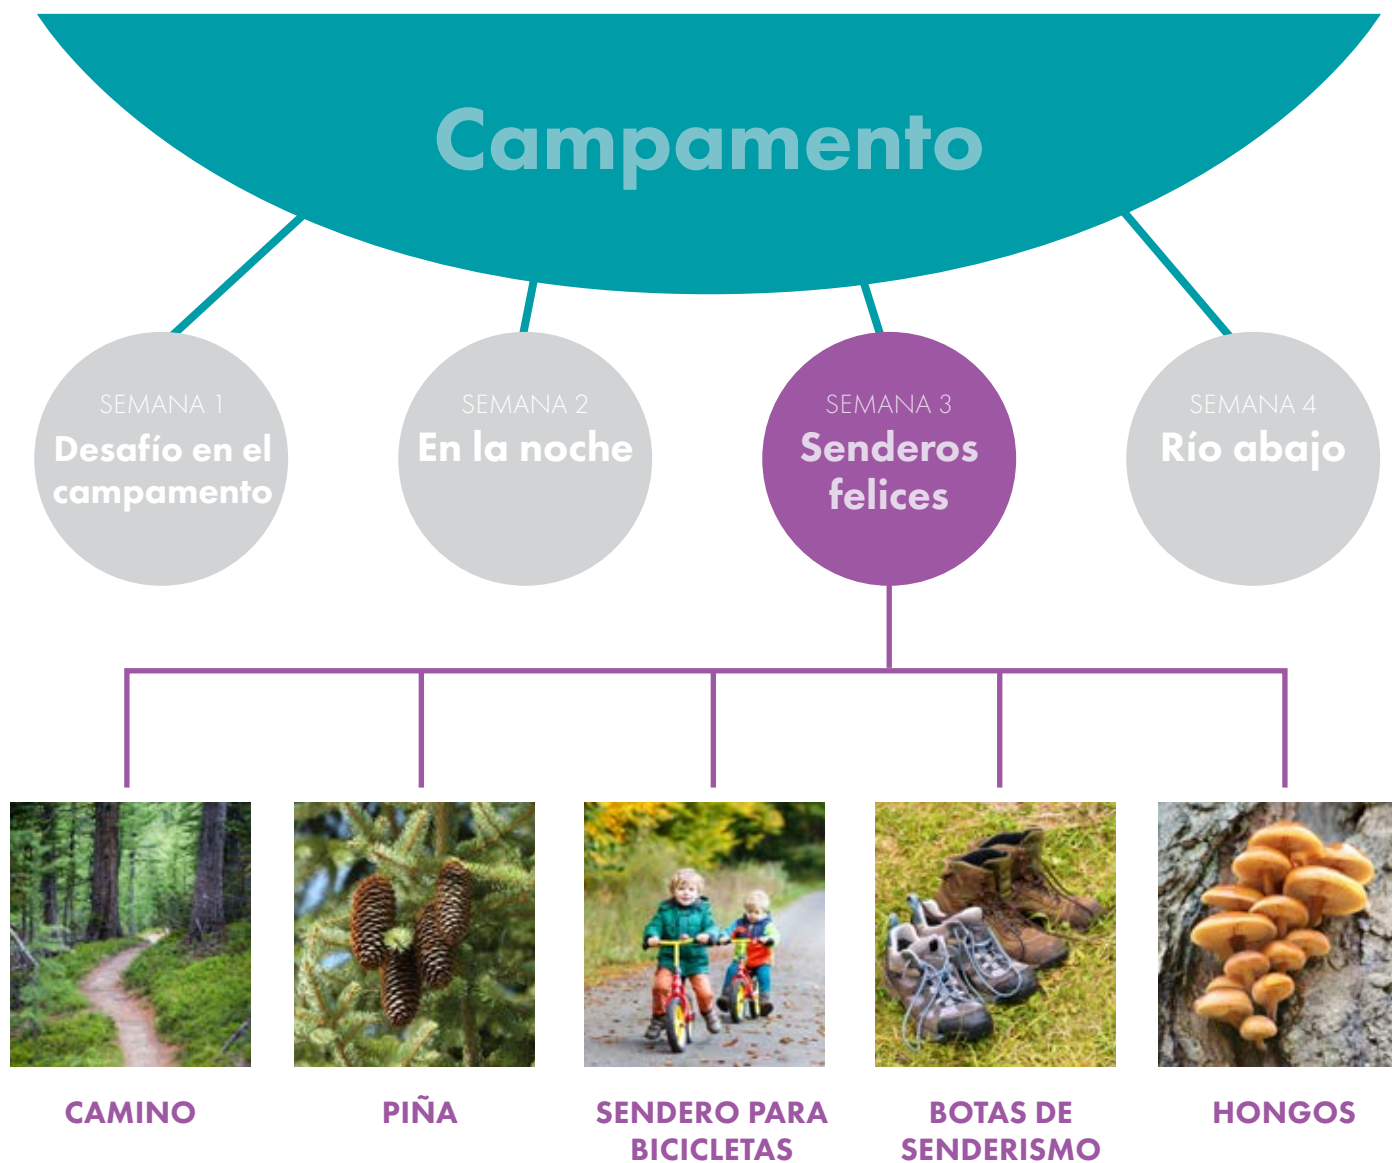 Campamento
SEMANA 1
Desafío en el
campamento
SEMANA 2
En la noche
SEMANA 3
Senderos
felices
SEMANA 4
Río abajo
CAMINO
PIÑA
SENDERO PARA
BICICLETAS
BOTAS DE
SENDERISMO
HONGOS